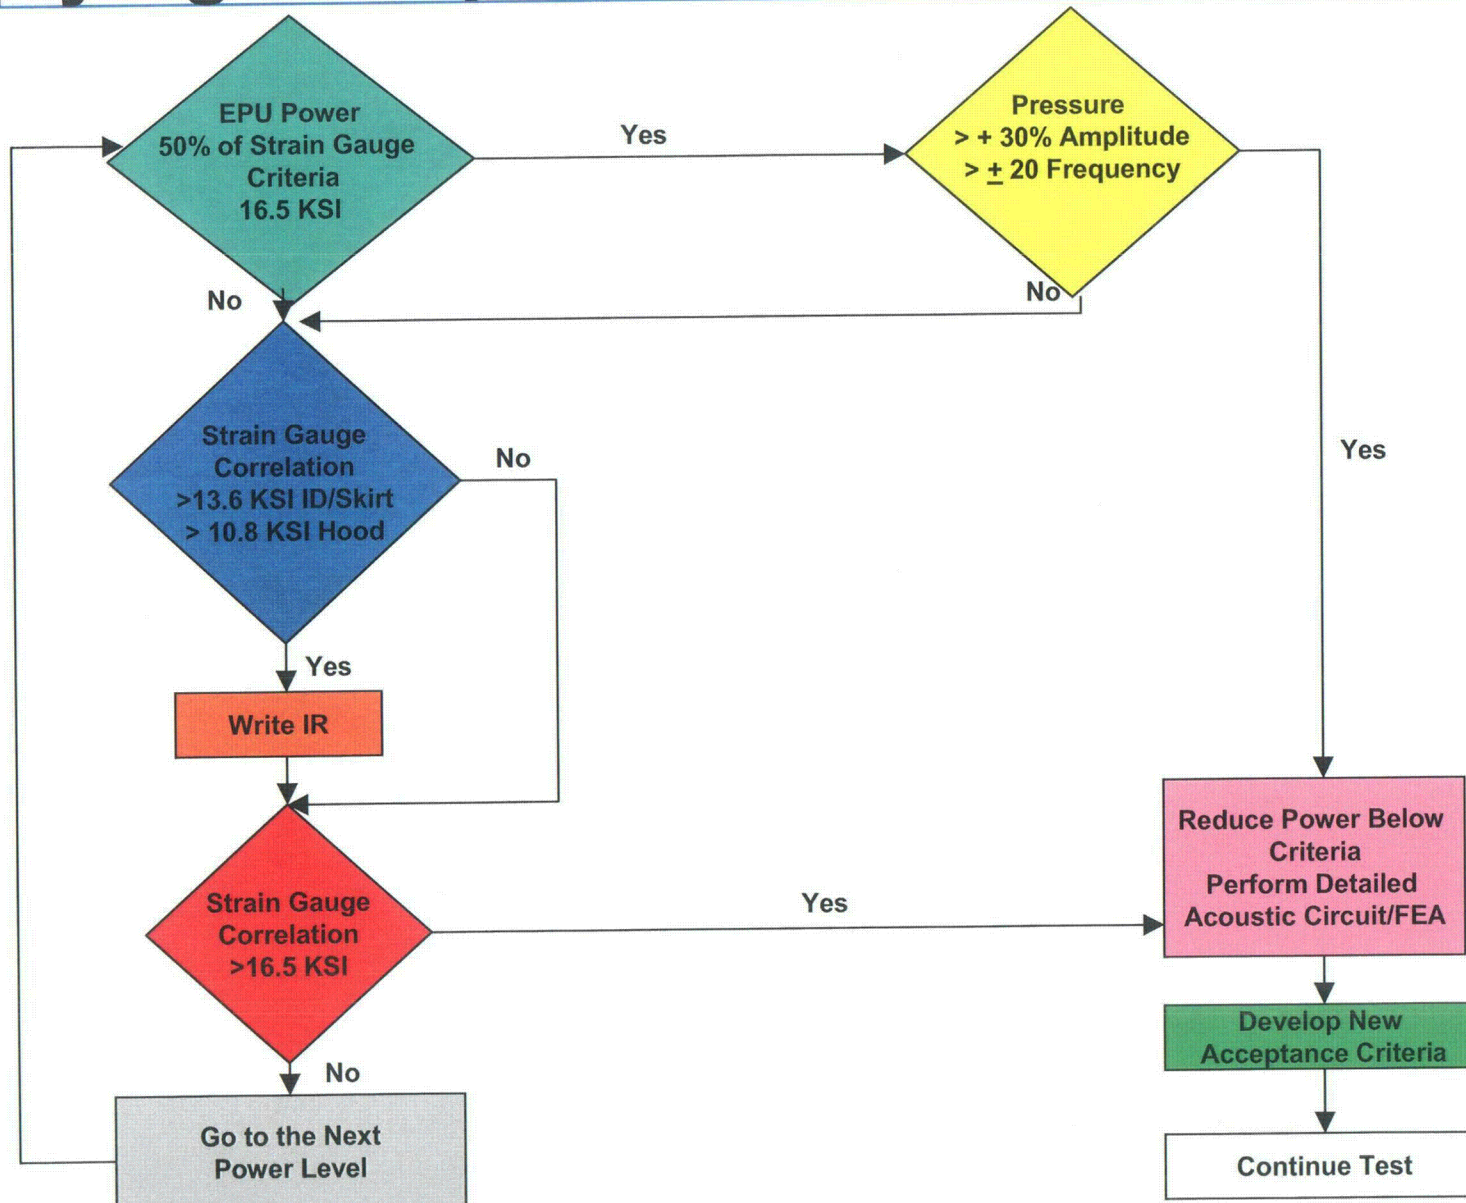 EPU Power
50% of Strain Gauge
Criteria
16.5 KSI
Yes
Pressure
> + 30% Amplitude
> ± 20 Frequency
No
No
Strain Gauge
Correlation
>13.6 KSI ID/Skirt
> 10.8 KSI Hood
No
Yes
Yes
Write IR
Strain Gauge
Correlation
>16.5 KSI
Yes
Reduce Power Below
Criteria
Perform Detailed
Acoustic Circuit/FEA
No
Develop New
Acceptance Criteria
Go to the Next
Power Level
Continue Test